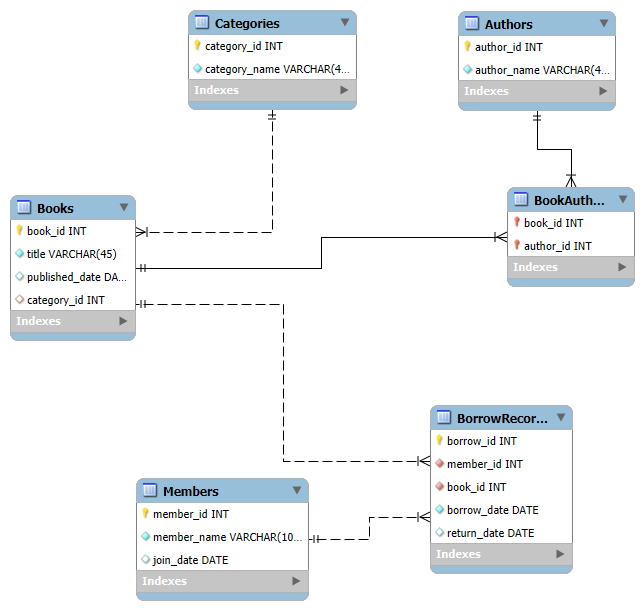 Categories
category_id INT
category_name VARCHAR(4...
Indexes
Authors
author_id INT
author_name VARCHAR(4...
Indexes
Books
book_id INT
title VARCHAR(45)
published_date DA...
category_id INT
Indexes
BookAuth...
book_id INT
author_id INT
Indexes
BorrowRecor...
borrow_id INT
member_id INT
book_id INT
borrow_date DATE
return_date DATE
Indexes
Members
member_id INT
member_name VARCHAR(10...
join_date DATE
Indexes